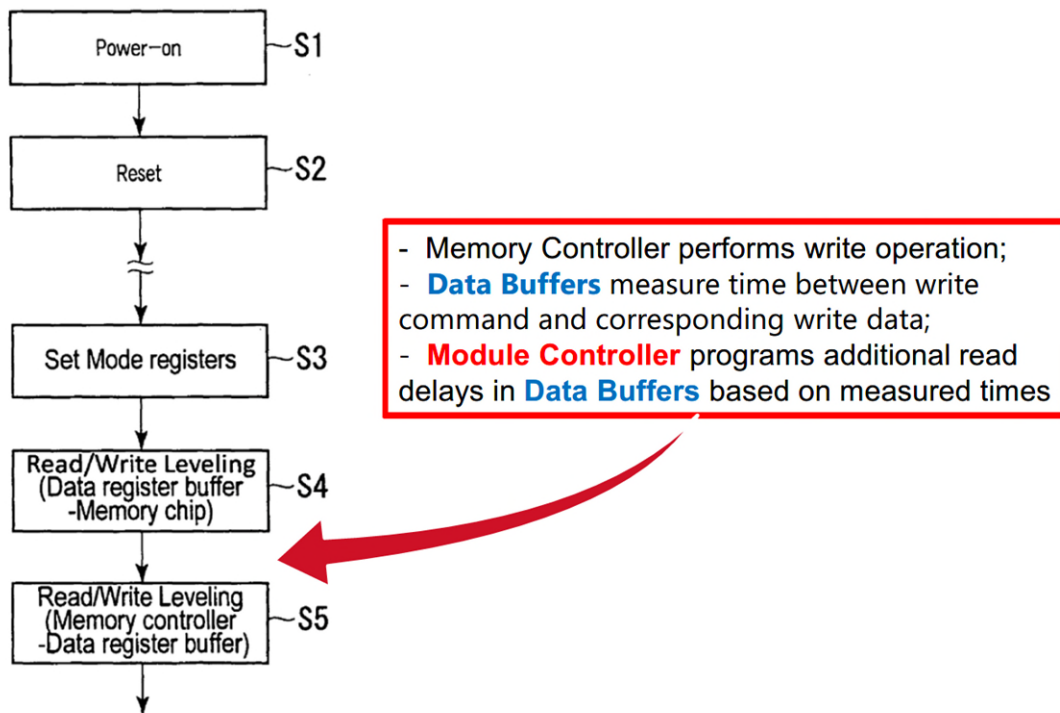 Power-on
S1
Reset
S2
- Memory Controller performs write operation;
- Data Buffers measure time between write
command and corresponding write data;
- Module Controller programs additional read
delays in Data Buffers based on measured times
Set Mode registers
S3
Read/Write Leveling
(Data register buffer
-Memory chip)
S4
Read/Write Leveling
(Memory controller
-Data register buffer)
S5